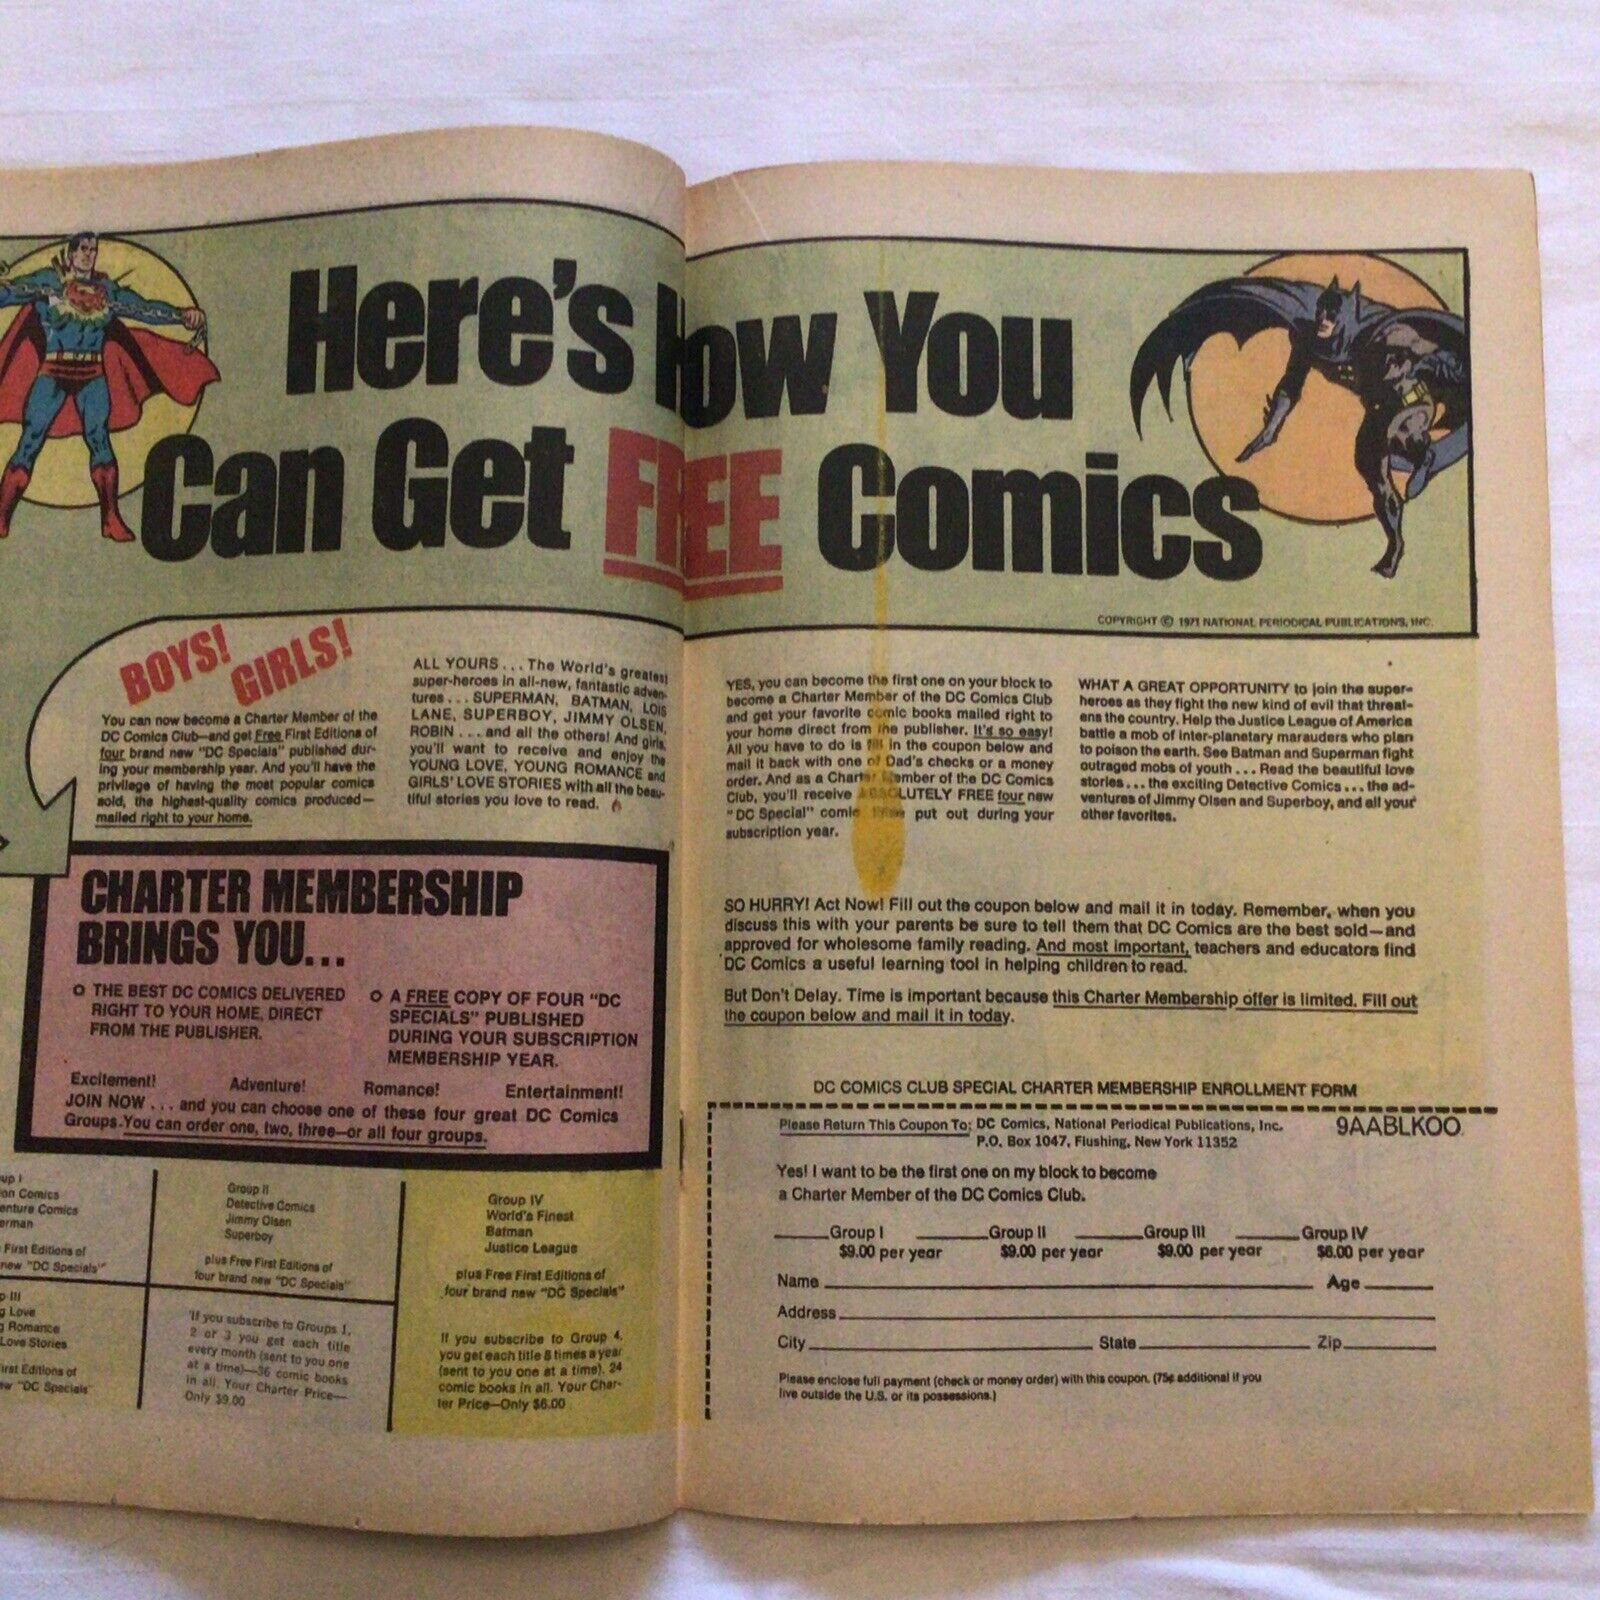 Here's How You
Can Get FREE Comics
COPYRIGHT © 1971 NATIONAL PERIODICAL PUBLICATIONS, INC.
BOYS!
GIRLS!
You can now become a Charter Member of the
DC Comics Club—and get Free First Editions of
four brand new "DC Specials" published dur-
ing your membership year. And you'll have the
privilege of having the most popular comics
sold, the highest-quality comics produced—
mailed right to your home.
ALL YOURS ... The World's greatest
super-heroes in all-new, fantastic adven-
tures ... SUPERMAN, BATMAN, LOIS
LANE, SUPERBOY, JIMMY OLSEN,
ROBIN ... and all the others! And girls,
you'll want to receive and enjoy the
YOUNG LOVE, YOUNG ROMANCE and
GIRLS' LOVE STORIES with all the beau-
tiful stories you love to read.
CHARTER MEMBERSHIP
BRINGS YOU...
THE BEST DC COMICS DELIVERED
RIGHT TO YOUR HOME, DIRECT
FROM THE PUBLISHER.
A FREE COPY OF FOUR "DC
SPECIALS" PUBLISHED
DURING YOUR SUBSCRIPTION
MEMBERSHIP YEAR.
Excitement! Adventure! Romance! Entertainment!
JOIN NOW ... and you can choose one of these four great DC Comics
Groups. You can order one, two, three—or all four groups.
up I
on Comics
enture Comics
erman
First Editions of
new "DC Specials"
p III
g Love
g Romance
Love Stories
irst Editions of
ew "DC Specials"
Group II
Detective Comics
Jimmy Olsen
Superboy
plus Free First Editions of
four brand new "DC Specials"
If you subscribe to Groups 1,
2 or 3 you get each title
every month (sent to you one
at a time)—36 comic books
in all. Your Charter Price—
Only $9.00
Group IV
World's Finest
Batman
Justice League
plus Free First Editions of
four brand new "DC Specials"
If you subscribe to Group 4,
you get each title 8 times a year
(sent to you one at a time). 24
comic books in all. Your Char-
ter Price—Only $6.00
YES, you can become the first one on your block to
become a Charter Member of the DC Comics Club
and get your favorite comic books mailed right to
your home direct from the publisher. It's so easy!
All you have to do is fill in the coupon below and
mail it back with one of Dad's checks or a money
order. And as a Charter Member of the DC Comics
Club, you'll receive ABSOLUTELY FREE four new
"DC Special" comic put out during your
subscription year.
WHAT A GREAT OPPORTUNITY to join the super-
heroes as they fight the new kind of evil that threat-
ens the country. Help the Justice League of America
battle a mob of inter-planetary marauders who plan
to poison the earth. See Batman and Superman fight
outraged mobs of youth ... Read the beautiful love
stories ... the exciting Detective Comics ... the ad-
ventures of Jimmy Olsen and Superboy, and all your
other favorites.
SO HURRY! Act Now! Fill out the coupon below and mail it in today. Remember, when you
discuss this with your parents be sure to tell them that DC Comics are the best sold—and
approved for wholesome family reading. And most important, teachers and educators find
DC Comics a useful learning tool in helping children to read.
But Don't Delay. Time is important because this Charter Membership offer is limited. Fill out
the coupon below and mail it in today.
DC COMICS CLUB SPECIAL CHARTER MEMBERSHIP ENROLLMENT FORM
Please Return This Coupon To: DC Comics, National Periodical Publications, Inc. 9AABLKOO
P.O. Box 1047, Flushing, New York 11352
Yes! I want to be the first one on my block to become
a Charter Member of the DC Comics Club.
Group I Group II Group III Group IV
$9.00 per year $9.00 per year $9.00 per year $6.00 per year
Name Age
Address
City State Zip
Please enclose full payment (check or money order) with this coupon. (75¢ additional if you
live outside the U.S. or its possessions.)